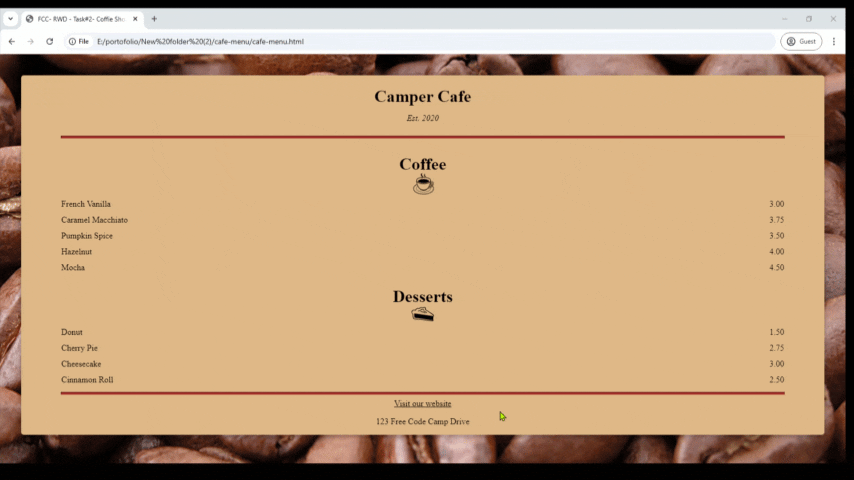 FCC- RWD - Task#2- Coffie Sh
File
E:/portofolio/New%20folder%20(2)/cafe-menu/cafe-menu.html
Guest
Camper Cafe
Est. 2020
Coffee
French Vanilla 3.00
Caramel Macchiato 3.75
Pumpkin Spice 3.50
Hazelnut 4.00
Mocha 4.50
Desserts
Donut 1.50
Cherry Pie 2.75
Cheesecake 3.00
Cinnamon Roll 2.50
Visit our website
123 Free Code Camp Drive